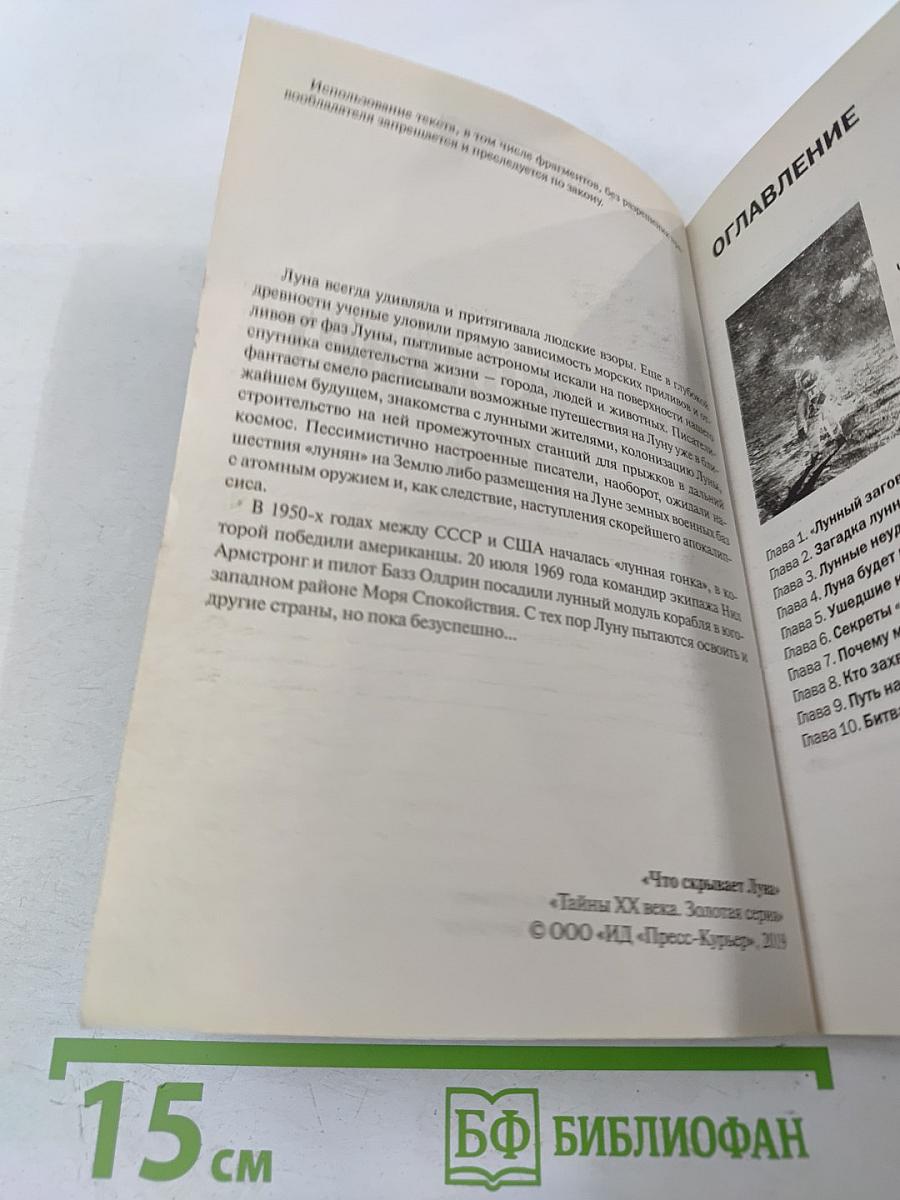 Использование текста, в том числе фрагментов, без разрешения пра-
вообладателя запрещается и преследуется по закону.
Луна всегда удивляла и притягивала людские взоры. Еще в глубокой
древности ученые уловили прямую зависимость морских приливов и от-
ливов от фаз Луны, пытливые астрономы искали на поверхности нашего
спутника свидетельства жизни — города, людей и животных. Писатели-
фантасты смело расписывали возможные путешествия на Луну уже в бли-
жайшем будущем, знакомства с лунными жителями, колонизацию Луны,
строительство на ней промежуточных станций для прыжков в дальний
космос. Пессимистично настроенные писатели, наоборот, ожидали на-
шествия «лунян» на Землю либо размещения на Луне земных военных баз
с атомным оружием и, как следствие, наступления скорейшего апокалип-
сиса.
В 1950-х годах между СССР и США началась «лунная гонка», в ко-
торой победили американцы. 20 июля 1969 года командир экипажа Нил
Армстронг и пилот Базз Олдрин посадили лунный модуль корабля в юго-
западном районе Моря Спокойствия. С тех пор Луну пытаются освоить и
другие страны, но пока безуспешно...
«Что скрывает Луна»
«Тайны XX века. Золотая серия»
© ООО «ИД «Пресс-Курьер», 2019
ОГЛАВЛЕНИЕ
Глава 1. «Лунный загов
Глава 2. Загадка лунн
Глава 3. Лунные неуд
Глава 4. Луна будет
Глава 5. Ушедшие к
Глава 6. Секреты «
Глава 7. Почему м
Глава 8. Кто захв
Глава 9. Путь на
Глава 10. Битв
15 см
БФ БИБЛИОФАН